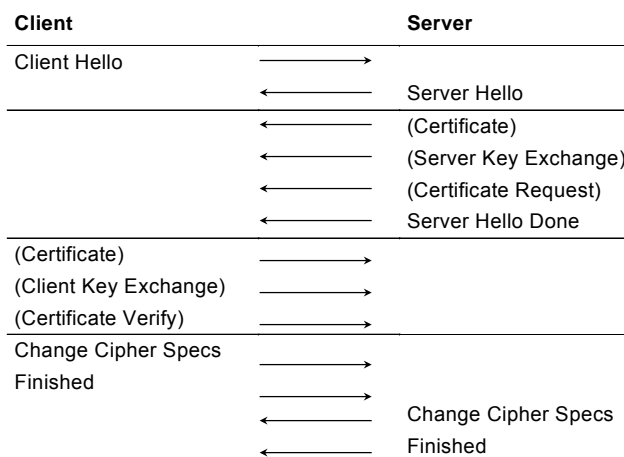 Client Server
Client Hello
Server Hello
(Certificate)
(Server Key Exchange)
(Certificate Request)
Server Hello Done
(Certificate)
(Client Key Exchange)
(Certificate Verify)
Change Cipher Specs
Finished
Change Cipher Specs
Finished